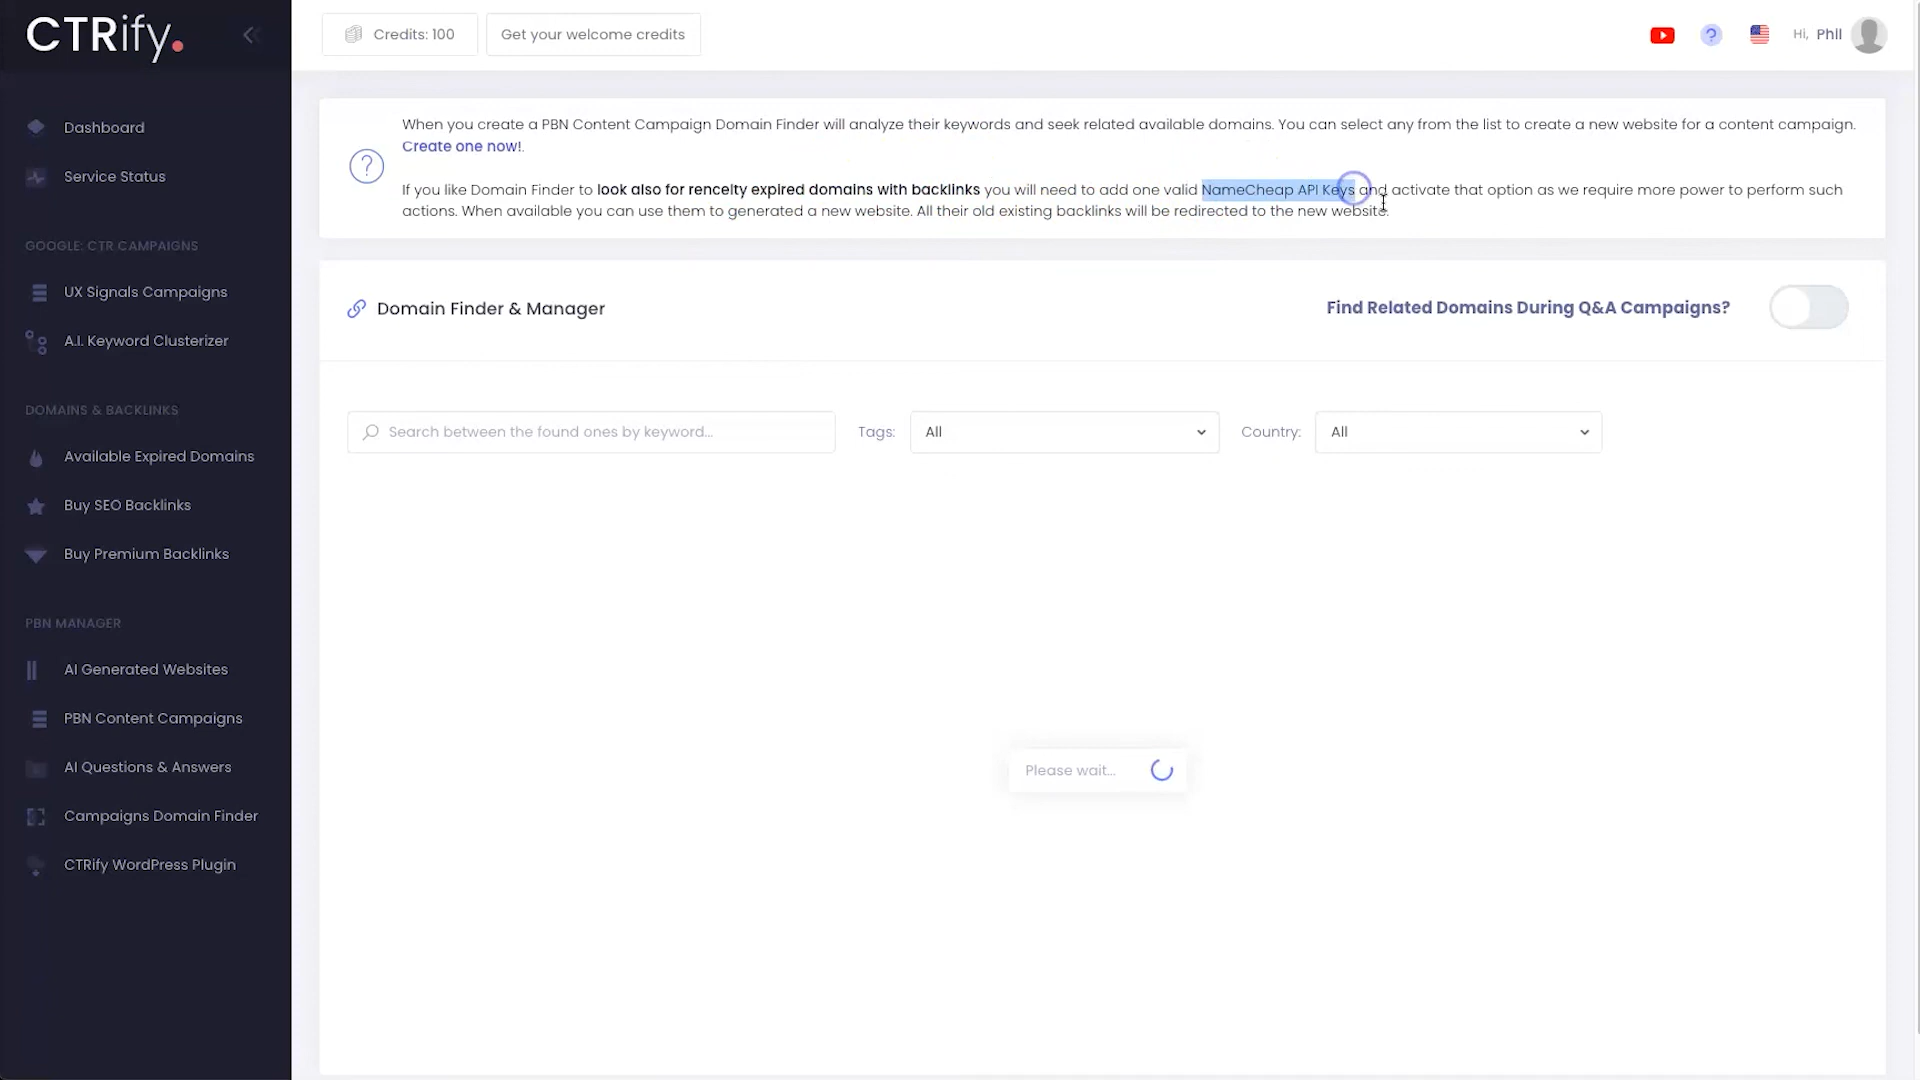 CTRify.
Credits: 100
Get your welcome credits
Hi, Phil
Dashboard
Service Status
GOOGLE: CTR CAMPAIGNS
UX Signals Campaigns
A.I. Keyword Clusterizer
DOMAINS & BACKLINKS
Available Expired Domains
Buy SEO Backlinks
Buy Premium Backlinks
PBN MANAGER
AI Generated Websites
PBN Content Campaigns
AI Questions & Answers
Campaigns Domain Finder
CTRify WordPress Plugin
When you create a PBN Content Campaign Domain Finder will analyze their keywords and seek related available domains. You can select any from the list to create a new website for a content campaign.
Create one now!.
If you like Domain Finder to look also for rencelty expired domains with backlinks you will need to add one valid NameCheap API Keys and activate that option as we require more power to perform such
actions. When available you can use them to generated a new website. All their old existing backlinks will be redirected to the new website.
Domain Finder & Manager
Find Related Domains During Q&A Campaigns?
Search between the found ones by keyword...
Tags: All
Country: All
Please wait...